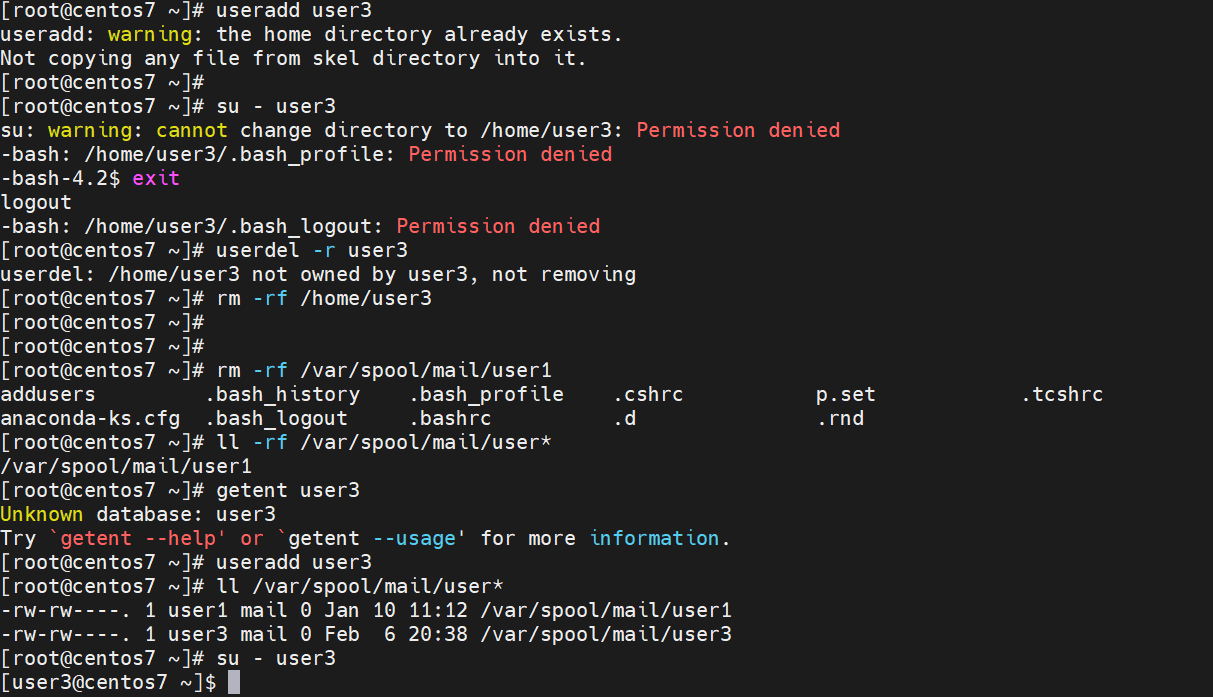 [root@centos7 ~]# useradd user3
useradd: warning: the home directory already exists.
Not copying any file from skel directory into it.
[root@centos7 ~]#
[root@centos7 ~]# su - user3
su: warning: cannot change directory to /home/user3: Permission denied
-bash: /home/user3/.bash_profile: Permission denied
-bash-4.2$ exit
logout
-bash: /home/user3/.bash_logout: Permission denied
[root@centos7 ~]# userdel -r user3
userdel: /home/user3 not owned by user3, not removing
[root@centos7 ~]# rm -rf /home/user3
[root@centos7 ~]#
[root@centos7 ~]#
[root@centos7 ~]# rm -rf /var/spool/mail/user1
addusers         .bash_history    .bash_profile    .cshrc           p.set            .tcshrc
anaconda-ks.cfg  .bash_logout     .bashrc          .d               .rnd
[root@centos7 ~]# ll -rf /var/spool/mail/user*
/var/spool/mail/user1
[root@centos7 ~]# getent user3
Unknown database: user3
Try `getent --help' or `getent --usage' for more information.
[root@centos7 ~]# useradd user3
[root@centos7 ~]# ll /var/spool/mail/user*
-rw-rw----. 1 user1 mail 0 Jan 10 11:12 /var/spool/mail/user1
-rw-rw----. 1 user3 mail 0 Feb  6 20:38 /var/spool/mail/user3
[root@centos7 ~]# su - user3
[user3@centos7 ~]$